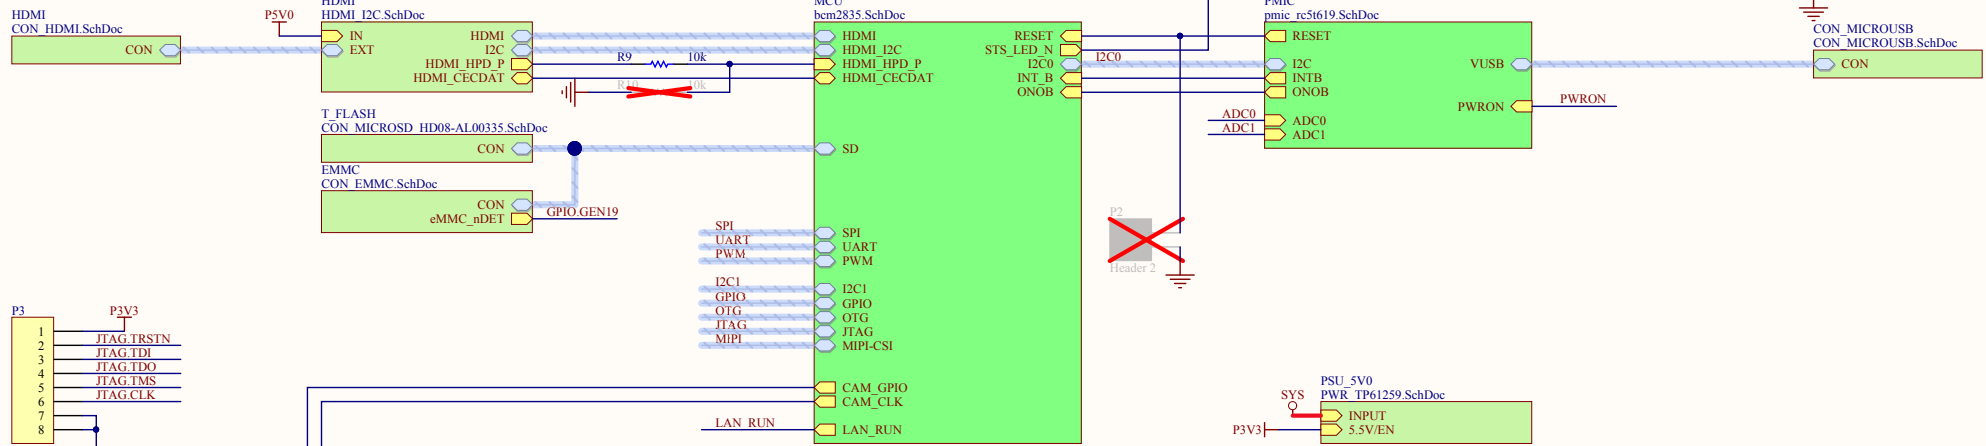 HDMI
CON_HDMI.SchDoc
CON
P5V0
HDMI
HDMI_I2C.SchDoc
IN
EXT
HDMI
I2C
HDMI_HPD_P
HDMI_CECDAT
R9
10k
R10
10k
T_FLASH
CON_MICROSD_HD08-AL00335.SchDoc
CON
EMMC
CON_EMMC.SchDoc
CON
eMMC_nDET
GPIO.GEN19
MCU
bcm2835.SchDoc
HDMI
HDMI_I2C
HDMI_HPD_P
HDMI_CECDAT
SD
SPI
UART
PWM
SPI
UART
PWM
I2C1
GPIO
OTG
JTAG
MIPI
I2C1
GPIO
OTG
JTAG
MIPI-CSI
CAM_GPIO
CAM_CLK
LAN_RUN
LAN_RUN
RESET
STS_LED_N
I2C0
INT_B
ONOB
I2C0
PMIC
pmic_rc5t619.SchDoc
RESET
I2C
INTB
ONOB
ADC0
ADC1
ADC0
ADC1
VUSB
PWRON
PWRON
CON_MICROUSB
CON_MICROUSB.SchDoc
CON
P2
Header 2
P3
P3V3
1
2
3
4
5
6
7
8
JTAG.TRSTN
JTAG.TDI
JTAG.TDO
JTAG.TMS
JTAG.CLK
PSU_5V0
PWR_TP61259.SchDoc
SYS
INPUT
P3V3
5.5V/EN